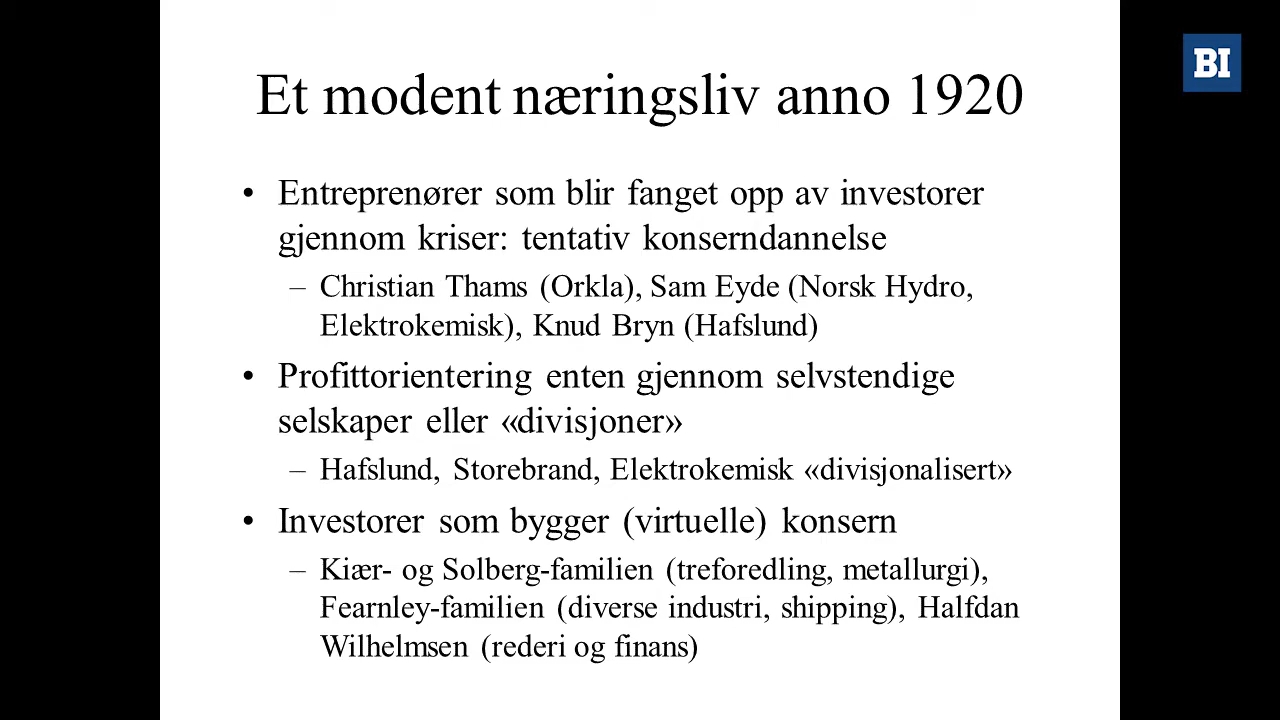 BI
Et modent næringsliv anno 1920
• Entreprenører som blir fanget opp av investorer
gjennom kriser: tentativ konserndannelse
– Christian Thams (Orkla), Sam Eyde (Norsk Hydro,
Elektrokemisk), Knud Bryn (Hafslund)
• Profittorientering enten gjennom selvstendige
selskaper eller «divisjoner»
– Hafslund, Storebrand, Elektrokemisk «divisjonalisert»
• Investorer som bygger (virtuelle) konsern
– Kiær- og Solberg-familien (treforedling, metallurgi),
Fearnley-familien (diverse industri, shipping), Halfdan
Wilhelmsen (rederi og finans)